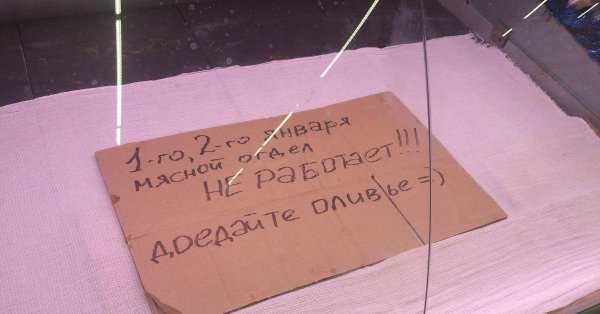 1-го, 2-го января
мясной отдел
НЕ РАБОТАЕТ!!!
ДОЕДАЙТЕ ОЛИВЬЕ =)